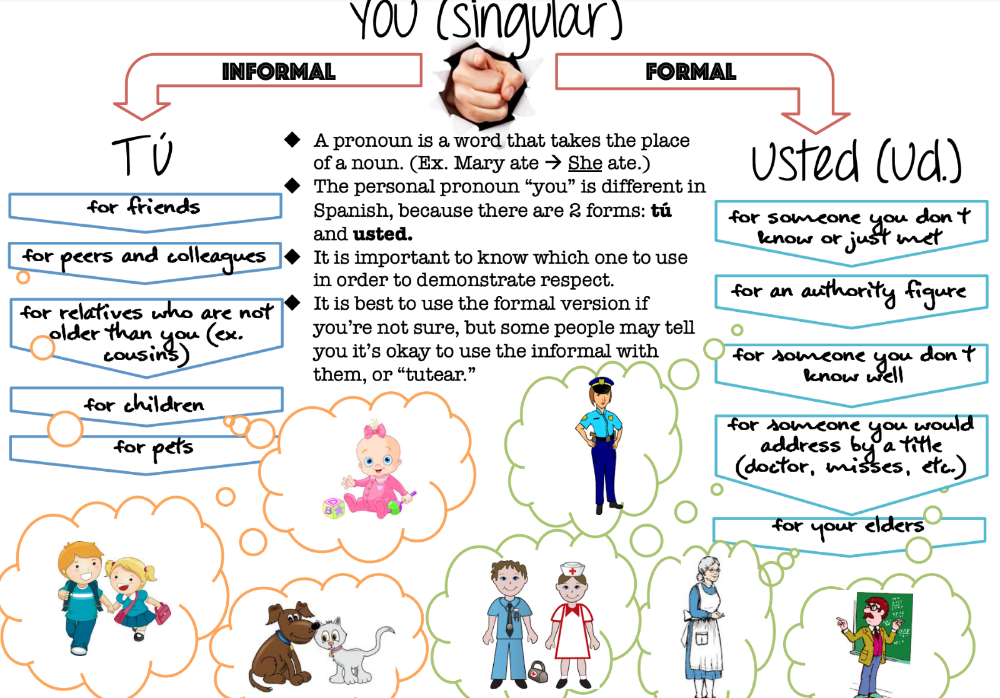 YOU (singular)
INFORMAL
FORMAL
TÚ
for friends
for peers and colleagues
for relatives who are not
older than you (ex.
cousins)
for children
for pets
◆ A pronoun is a word that takes the place
of a noun. (Ex. Mary ate → She ate.)
◆ The personal pronoun “you” is different in
Spanish, because there are 2 forms: tú
and usted.
◆ It is important to know which one to use
in order to demonstrate respect.
◆ It is best to use the formal version if
you’re not sure, but some people may tell
you it’s okay to use the informal with
them, or “tutear.”
Usted (Ud.)
for someone you don't
know or just met
for an authority figure
for someone you don't
know well
for someone you would
address by a title
(doctor, misses, etc.)
for your elders
B
D